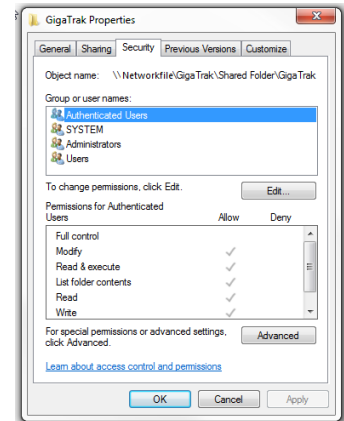 GigaTrak Properties
General Sharing Security Previous Versions Customize
Object name: \\Networkfile\GigaTrak\Shared Folder\GigaTrak
Group or user names:
Authenticated Users
SYSTEM
Administrators
Users
To change permissions, click Edit. Edit...
Permissions for Authenticated
Users Allow Deny
Full control
Modify
Read & execute
List folder contents
Read
Write
For special permissions or advanced settings, Advanced
click Advanced.
Learn about access control and permissions
OK Cancel Apply